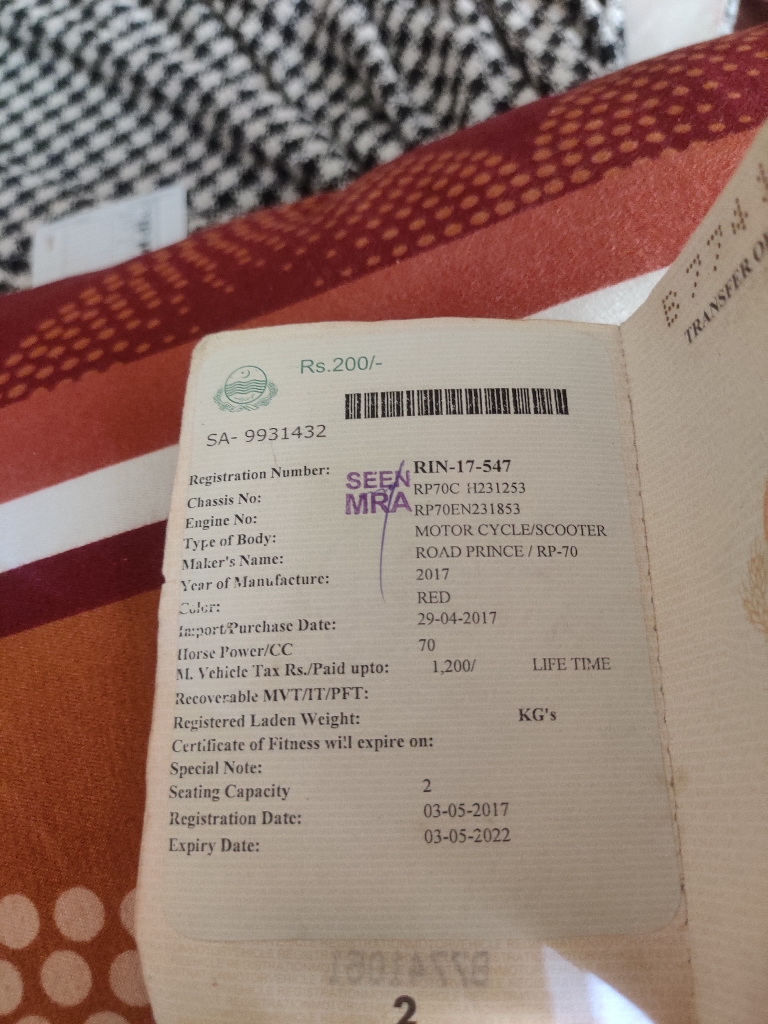 Rs.200/-
SA- 9931432
Registration Number: RIN-17-547
Chassis No: RP70C H231253
Engine No: RP70EN231853
Type of Body: MOTOR CYCLE/SCOOTER
Maker's Name: ROAD PRINCE / RP-70
Year of Manufacture: 2017
Color: RED
Import/Purchase Date: 29-04-2017
Horse Power/CC 70
M. Vehicle Tax Rs./Paid upto: 1,200/ LIFE TIME
Recoverable MVT/IT/PFT:
Registered Laden Weight: KG's
Certificate of Fitness will expire on:
Special Note:
Seating Capacity 2
Registration Date: 03-05-2017
Expiry Date: 03-05-2022
SEEN
MRA
2
TRANSFER